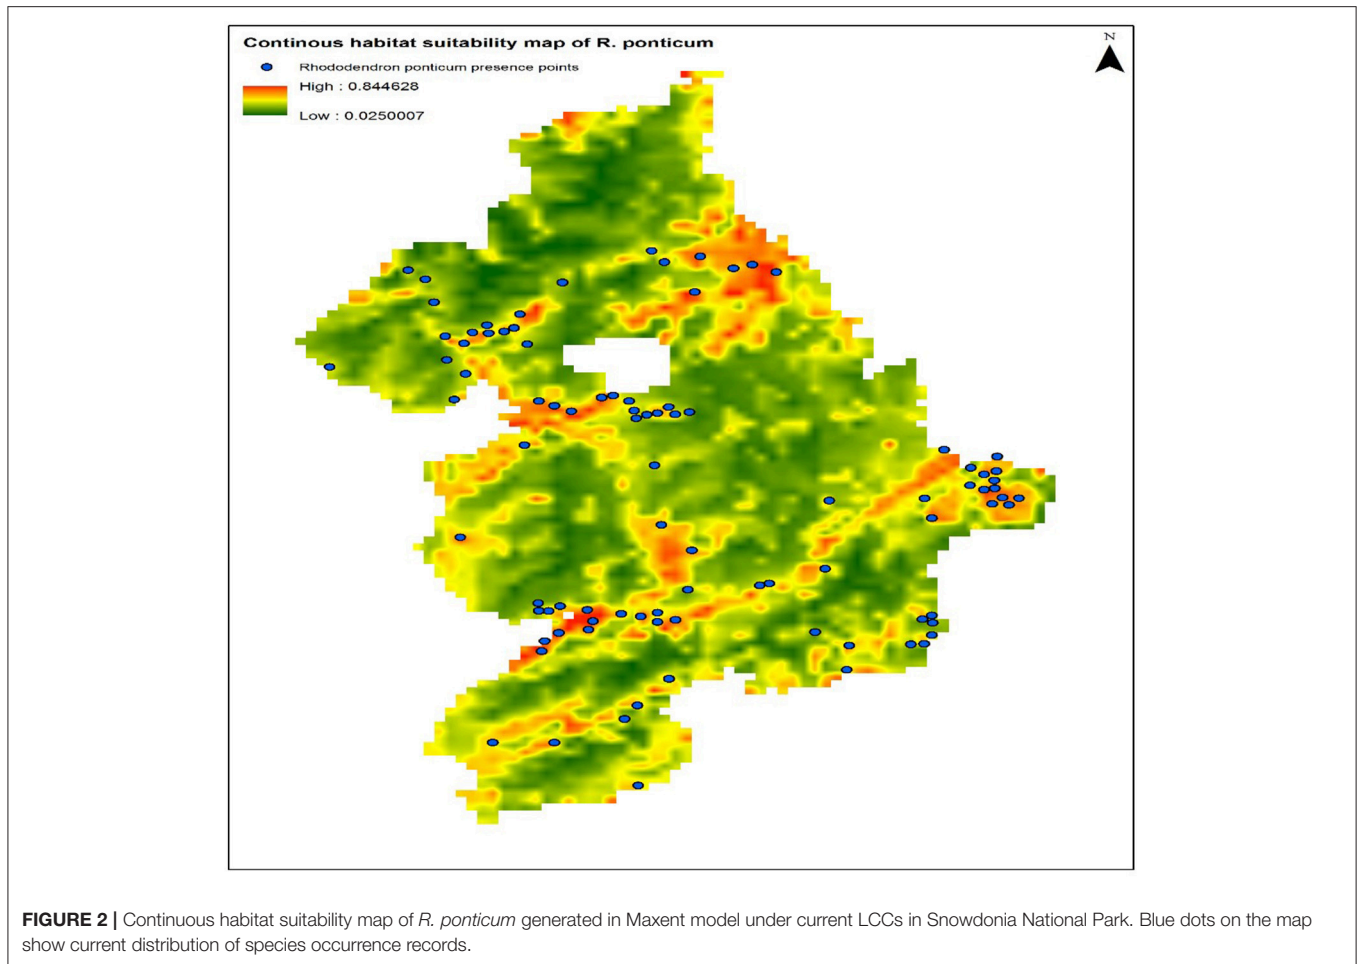 Continous habitat suitability map of R. ponticum
N
Rhododendron ponticum presence points
High : 0.844628
Low : 0.0250007
FIGURE 2 | Continuous habitat suitability map of R. ponticum generated in Maxent model under current LCCs in Snowdonia National Park. Blue dots on the map
show current distribution of species occurrence records.